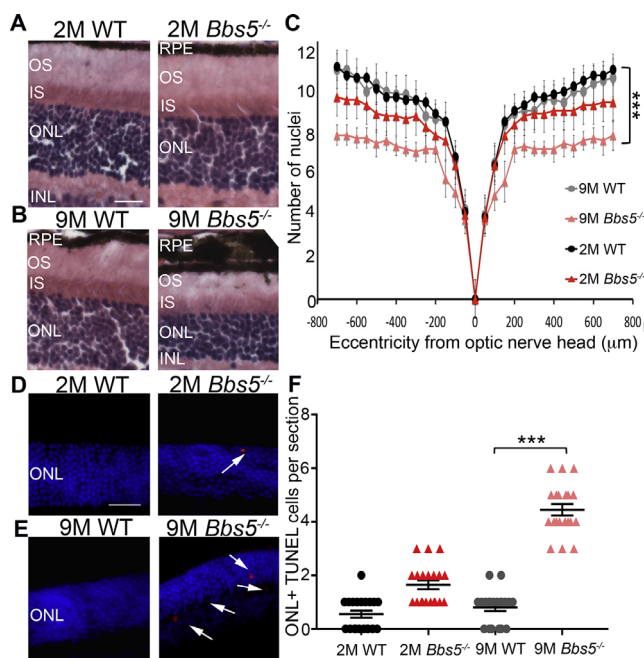 A
2M WT
2M Bbs5-/-
RPE
OS
IS
ONL
INL
RPE
OS
IS
ONL
INL
B
9M WT
9M Bbs5-/-
RPE
OS
IS
ONL
RPE
OS
IS
ONL
INL
C
Number of nuclei
12
10
8
6
4
2
0
***
9M WT
9M Bbs5-/-
2M WT
2M Bbs5-/-
-800 -600 -400 -200 0 200 400 600 800
Eccentricity from optic nerve head (μm)
D
2M WT
2M Bbs5-/-
ONL
E
9M WT
9M Bbs5-/-
ONL
F
ONL+ TUNEL cells per section
8
6
4
2
0
***
2M WT 2M Bbs5-/- 9M WT 9M Bbs5-/-